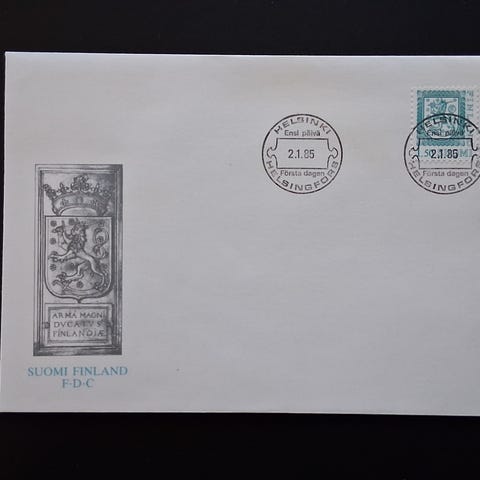 HELSINKI
Ensi päivä
2.1.85
Första dagen
HELSINGFORS
HELSINKI
Ensi päivä
2.1.85
Första dagen
HELSINGFORS
ARMA MAGNI
DVCATVS
FINLANDIÆ
SUOMI FINLAND
F·D·C